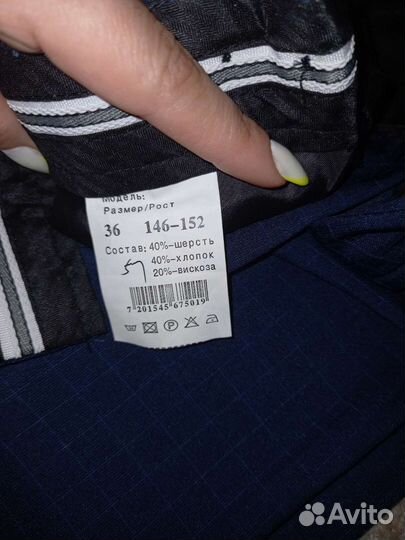 Модель:
Размер/Рост
36 146-152
Состав: 40%-шерсть
40%-хлопок
20%-вискоза
7 201545 675019
Avito